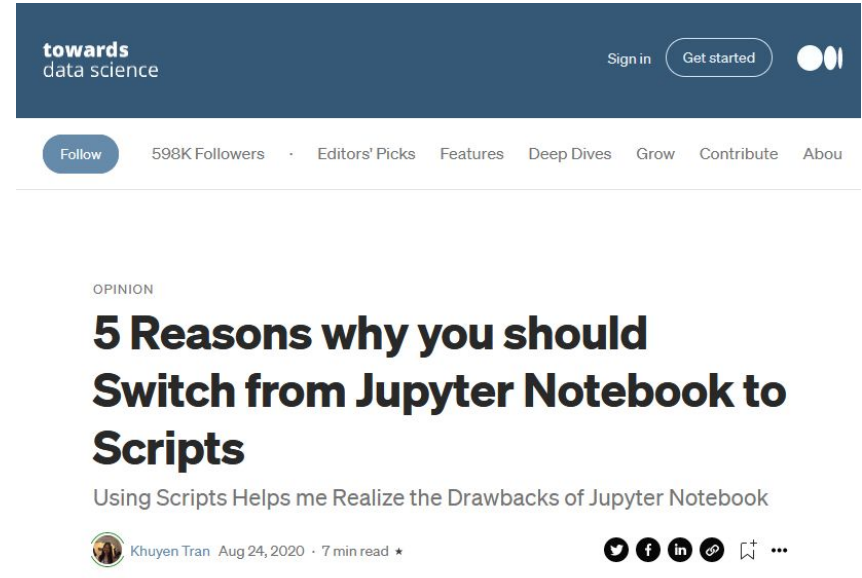 towards
data science
Sign in
Get started
Follow
598K Followers · Editors' Picks Features Deep Dives Grow Contribute Abou
OPINION
5 Reasons why you should
Switch from Jupyter Notebook to
Scripts
Using Scripts Helps me Realize the Drawbacks of Jupyter Notebook
Khuyen Tran Aug 24, 2020 · 7 min read ★